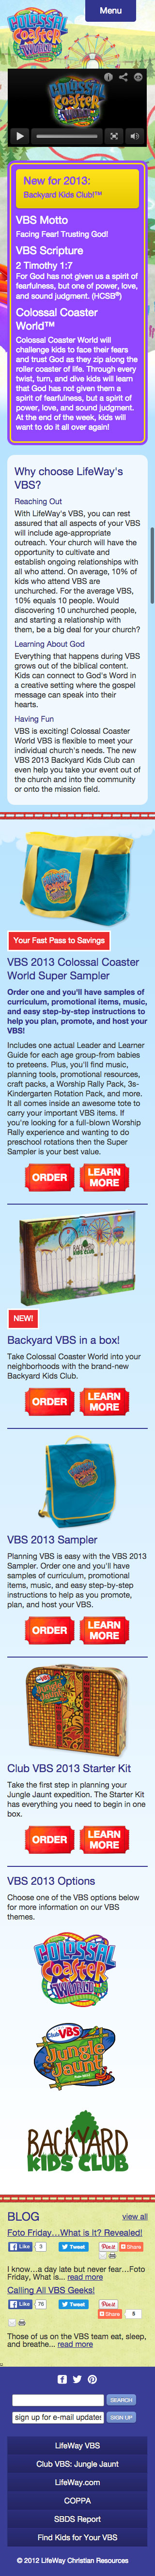 Menu
COLOSSAL
COASTER
WORLD
COLOSSAL
COASTER
WORLD
New for 2013:
Backyard Kids Club!™
VBS Motto
Facing Fear! Trusting God!
VBS Scripture
2 Timothy 1:7
For God has not given us a spirit of
fearfulness, but one of power, love,
and sound judgment. (HCSB®)
Colossal Coaster
World™
Colossal Coaster World will
challenge kids to face their fears
and trust God as they zip along the
roller coaster of life. Through every
twist, turn, and dive kids will learn
that God has not given them a
spirit of fearfulness, but a spirit of
power, love, and sound judgment.
At the end of the week, kids will
want to do it all over again!
Why choose LifeWay's
VBS?
Reaching Out
With LifeWay's VBS, you can rest
assured that all aspects of your VBS
will include age-appropriate
outreach. Your church will have the
opportunity to cultivate and
establish ongoing relationships with
all who attend. On average, 10% of
kids who attend VBS are
unchurched. For the average VBS,
10% equals 10 people. Would
discovering 10 unchurched people,
and starting a relationship with
them, be a big deal for your church?
Learning About God
Everything that happens during VBS
grows out of the biblical content.
Kids can connect to God's Word in
a creative setting where the gospel
message can speak into their
hearts.
Having Fun
VBS is exciting! Colossal Coaster
World VBS is flexible to meet your
individual church's needs. The new
VBS 2013 Backyard Kids Club can
even help you take your event out of
the church and into the community
or onto the mission field.
Your Fast Pass to Savings
VBS 2013 Colossal Coaster
World Super Sampler
Order one and you'll have samples of
curriculum, promotional items, music,
and easy step-by-step instructions to
help you plan, promote, and host your
VBS!
Includes one actual Leader and Learner
Guide for each age group-from babies
to preteens. Plus, you'll find music,
planning tools, promotional resources,
craft packs, a Worship Rally Pack, 3s-
Kindergarten Rotation Pack, and more.
It all comes inside an awesome tote to
carry your important VBS items. If
you're looking for a full-blown Worship
Rally experience and wanting to do
preschool rotations then the Super
Sampler is your best value.
ORDER
LEARN
MORE
BACKYARD
KIDS CLUB
NEW!
Backyard VBS in a box!
Take Colossal Coaster World into your
neighborhoods with the brand-new
Backyard Kids Club.
ORDER
LEARN
MORE
VBS 2013 Sampler
Planning VBS is easy with the VBS 2013
Sampler. Order one and you'll have
samples of curriculum, promotional
items, music, and easy step-by-step
instructions to help you as you promote,
plan, and host your VBS.
ORDER
LEARN
MORE
Jungle
Jaunt
Club VBS 2013 Starter Kit
Take the first step in planning your
Jungle Jaunt expedition. The Starter Kit
has everything you need to begin in one
box.
ORDER
LEARN
MORE
VBS 2013 Options
Choose one of the VBS options below
for more information on our VBS
themes.
COLOSSAL
COASTER
WORLD
Club VBS
Jungle
Jaunt
BACKYARD
KIDS CLUB
BLOG
view all
Foto Friday…What is It? Revealed!
Like
3
Tweet
Pin it
Share
I know…a day late but never fear…Foto
Friday, What is... read more
Calling All VBS Geeks!
Like
75
Tweet
Pin it
Share
5
Those of us on the VBS team eat, sleep,
and breathe... read more
SEARCH
sign up for e-mail updates
SIGN UP
LifeWay VBS
Club VBS: Jungle Jaunt
LifeWay.com
COPPA
SBDS Report
Find Kids for Your VBS
© 2012 LifeWay Christian Resources